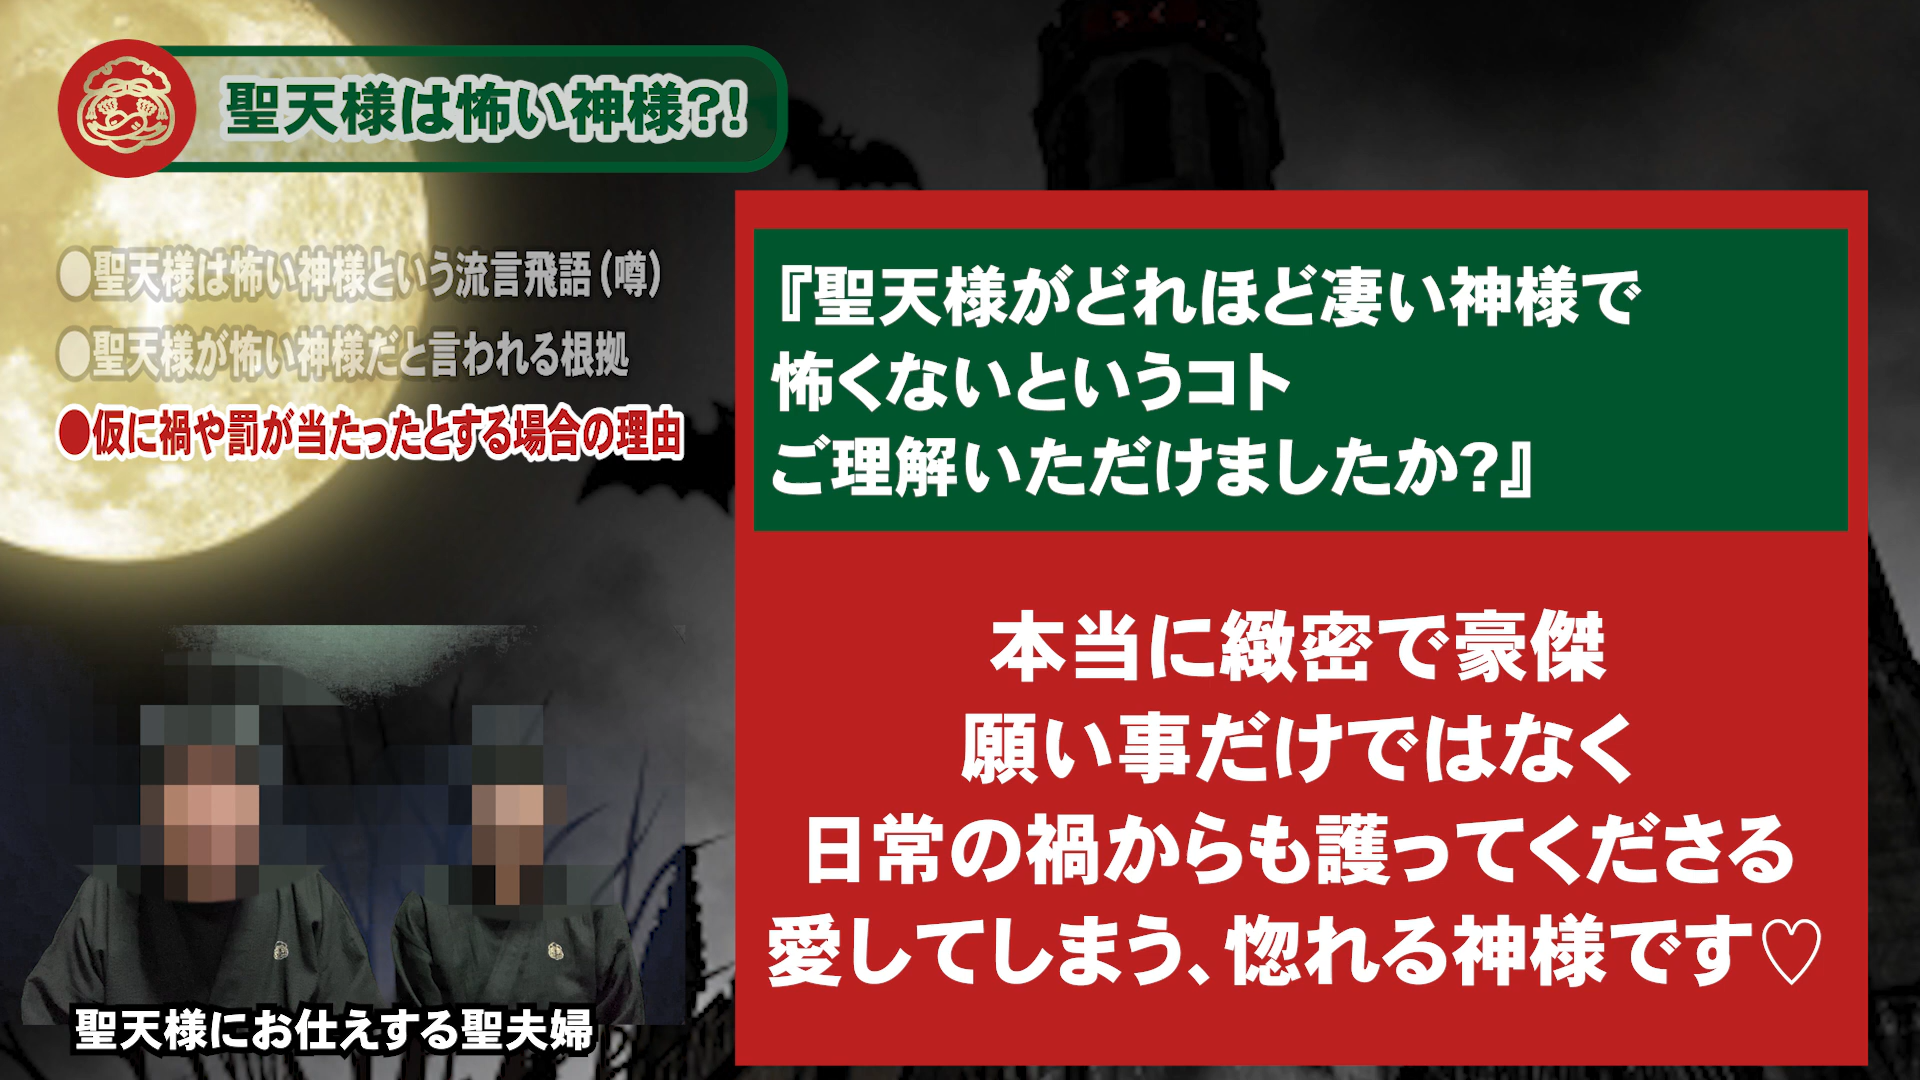 聖天様は怖い神様?!
●聖天様は怖い神様という流言飛語(噂)
●聖天様が怖い神様だと言われる根拠
●仮に禍や罰が当たったとする場合の理由
『聖天様がどれほど凄い神様で
怖くないというコト
ご理解いただけましたか?』
本当に緻密で豪傑
願い事だけではなく
日常の禍からも護ってくださる
愛してしまう、惚れる神様です♡
聖天様にお仕えする聖夫婦